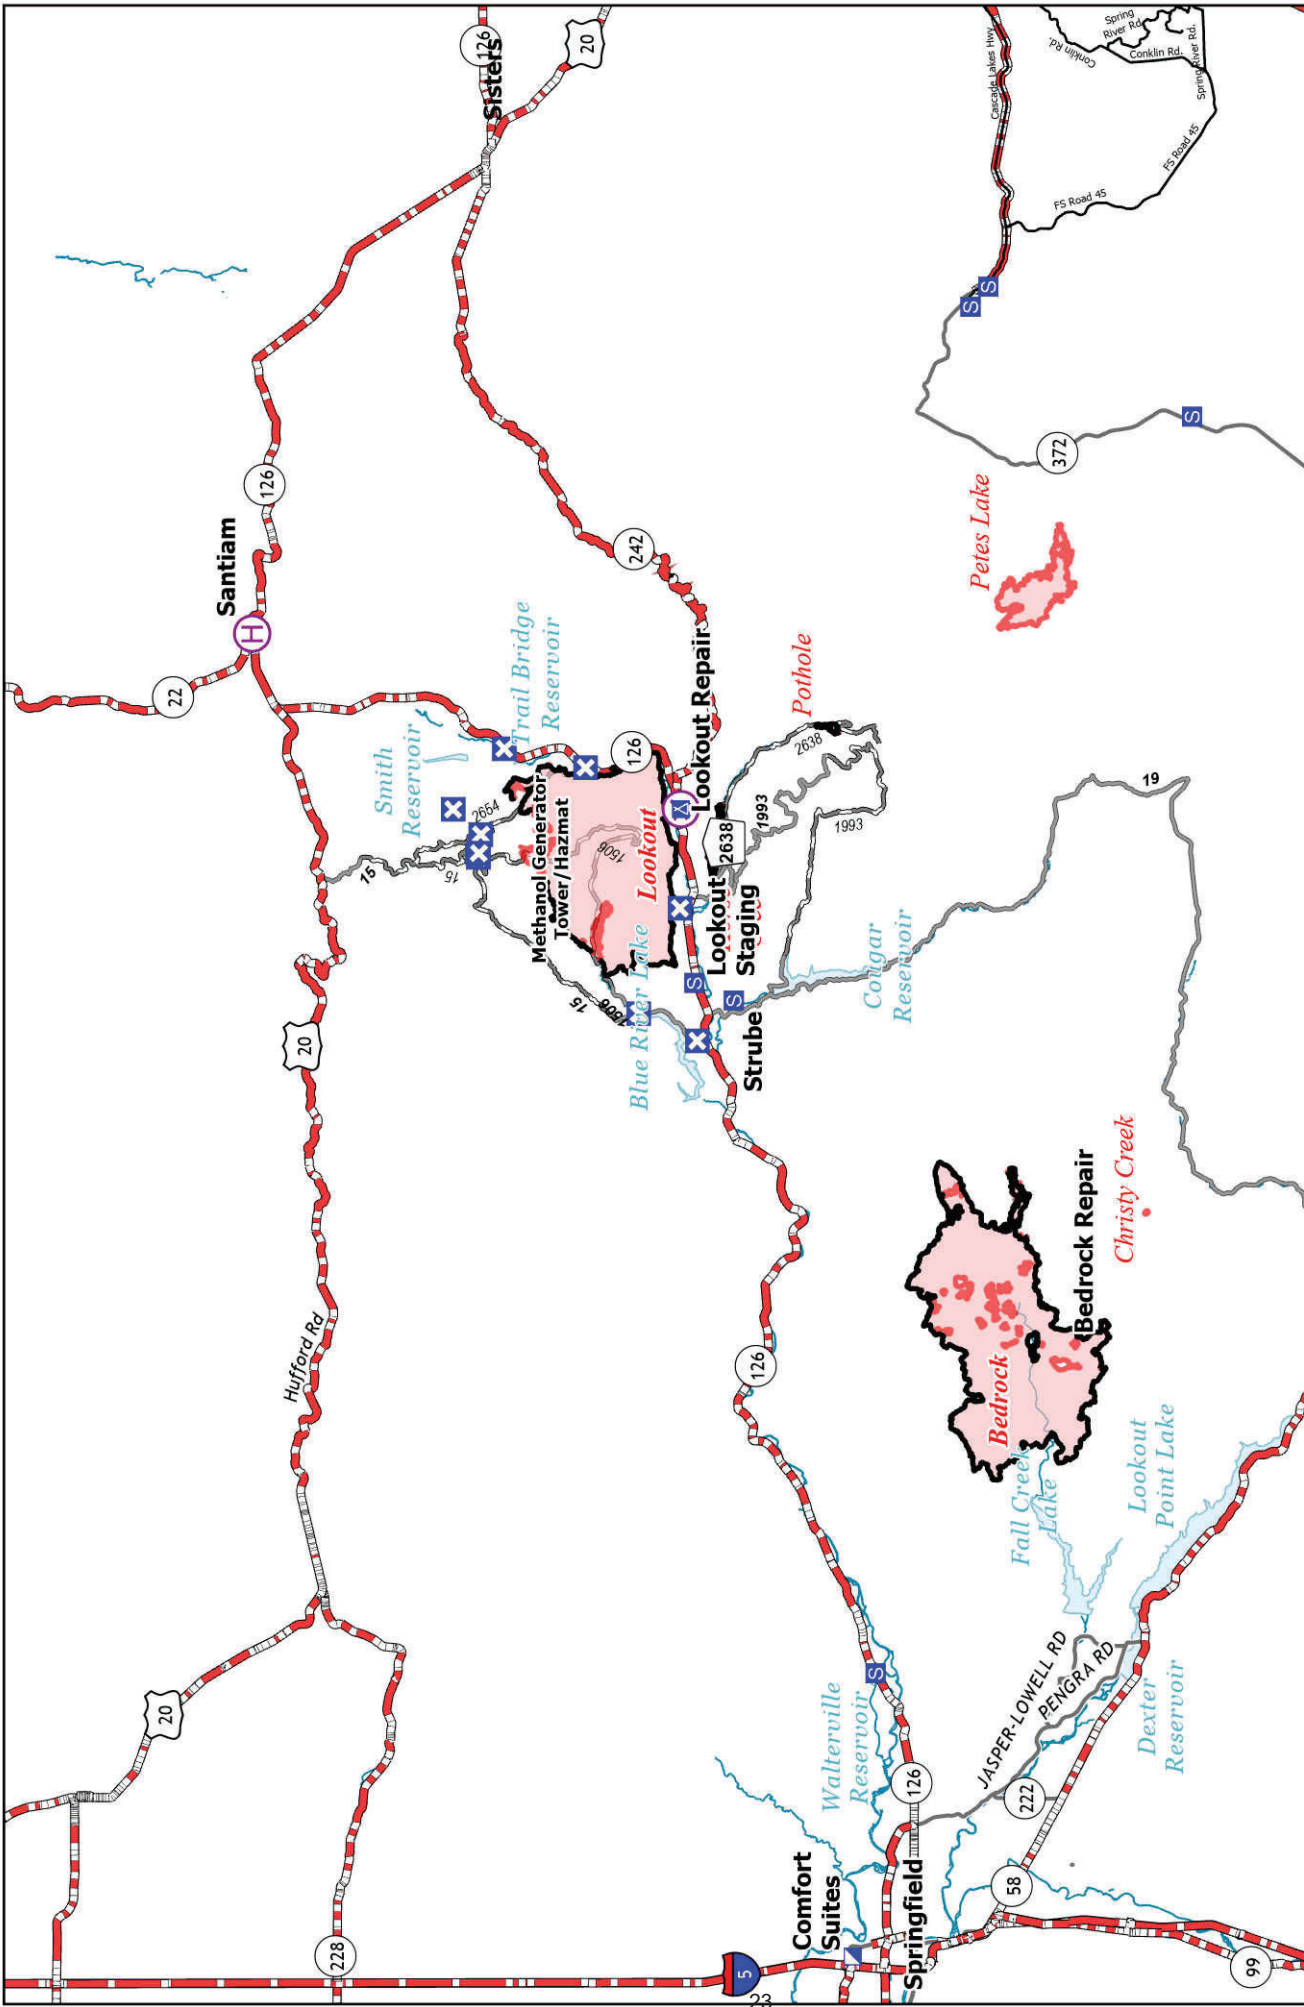 126
Sisters
20
Cascade Lakes Hwy
Conklin Rd.
Spring
River Rd
Conklin Rd.
Spring River Rd.
FS Road 45
FS Road 45
S
S
S
372
Petes Lake
126
Santiam
H
22
242
Trail Bridge
Reservoir
Smith
Reservoir
126
Lookout Repair
Pothole
2638
2654
Methanol Generator
Tower/Hazmat
1506
Lookout
2638
1993
1993
19
15
15
Lookout
Staging
S
S
Strube
15
1506
Blue River Lake
Cougar
Reservoir
20
Hufford Rd
126
Bedrock Repair
Christy Creek
Bedrock
Fall Creek
Lake
Lookout
Point Lake
20
S
Walterville
Reservoir
126
JASPER-LOWELL RD
PENGRA RD
Dexter
Reservoir
222
58
99
Comfort
Suites
Springfield
228
5
23